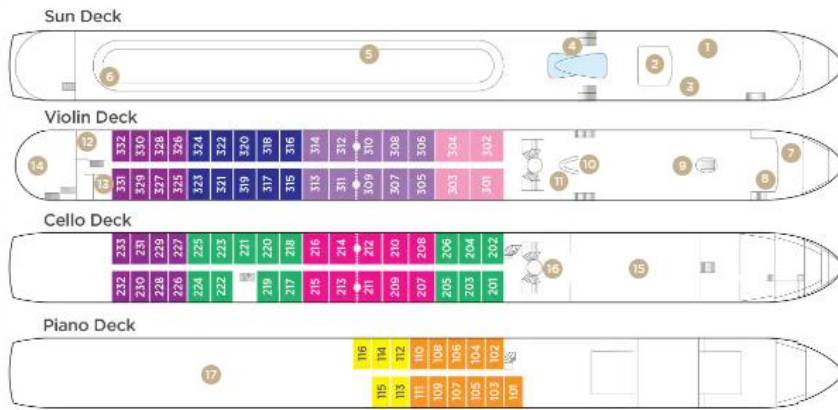 Sun Deck
4 5 1 2 6 3
Violin Deck
12 332 330 328 326 324 322 320 318 316 314 312 310 308 306 304 302 7
14 10 9
13 331 329 327 325 323 321 319 317 315 313 311 309 307 305 303 301 11 8
Cello Deck
233 231 229 227 225 223 221 220 218 216 214 212 210 208 206 204 202
16 15
232 230 228 226 224 222 219 217 215 213 211 209 207 205 203 201
Piano Deck
116 114 112 110 108 106 104 102
17
115 113 111 109 107 105 103 101